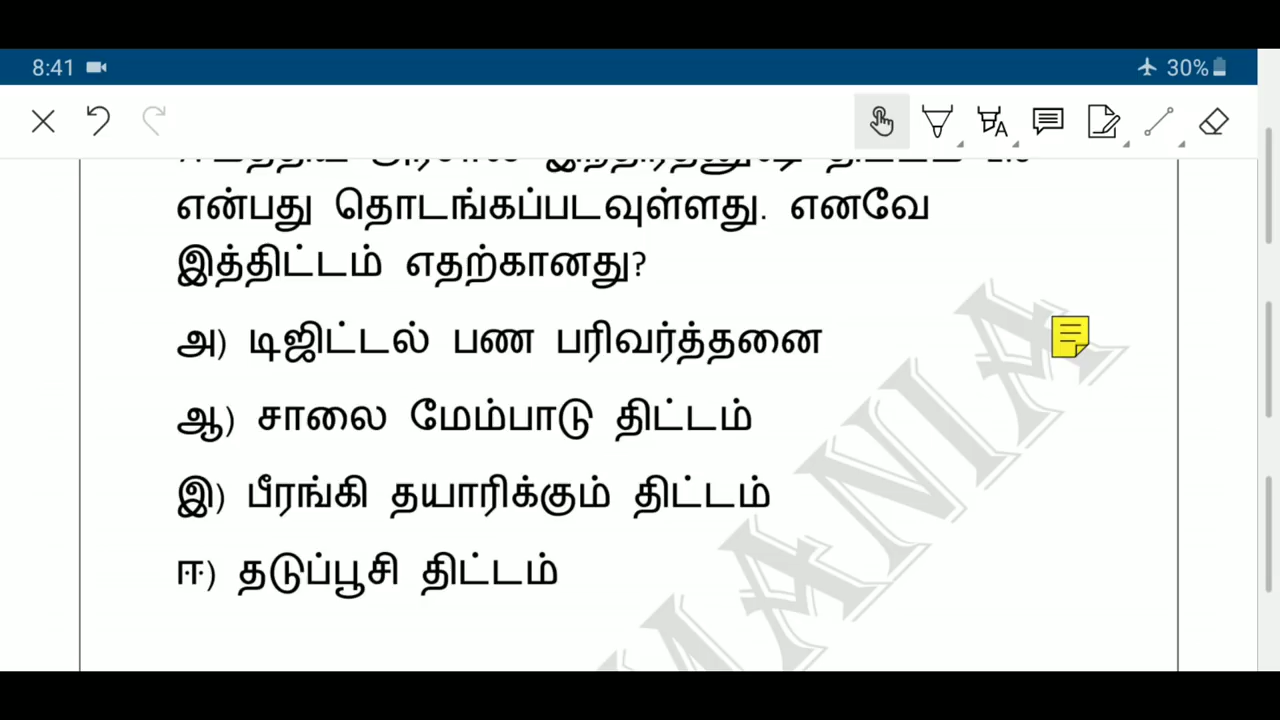 8:41
30%
என்பது தொடங்கப்படவுள்ளது. எனவே
இத்திட்டம் எதற்கானது?
அ) டிஜிட்டல் பண பரிவர்த்தனை
ஆ) சாலை மேம்பாடு திட்டம்
இ) பீரங்கி தயாரிக்கும் திட்டம்
ஈ) தடுப்பூசி திட்டம்
MANIA